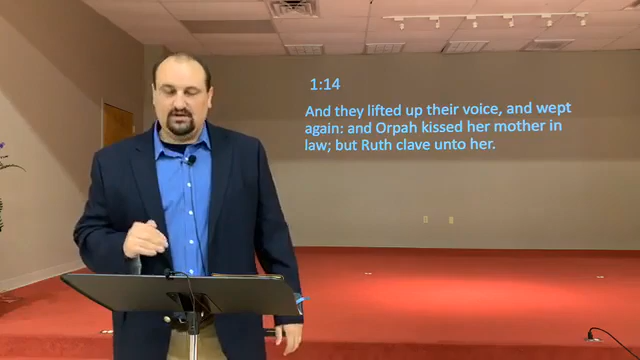 1:14
And they lifted up their voice, and wept
again: and Orpah kissed her mother in
law; but Ruth clave unto her.